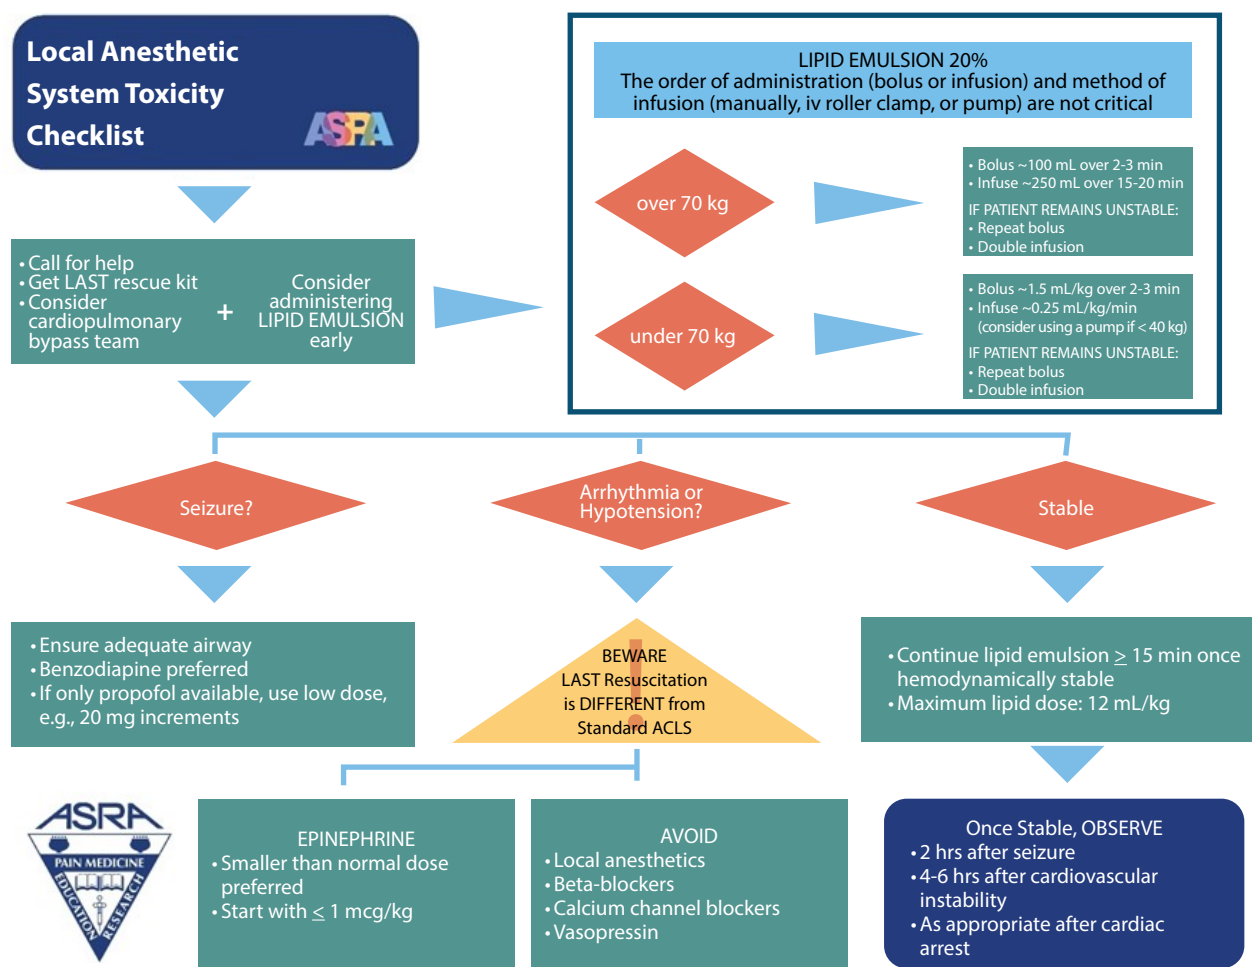 Local Anesthetic
System Toxicity
Checklist
ASRA
LIPID EMULSION 20%
The order of administration (bolus or infusion) and method of
infusion (manually, iv roller clamp, or pump) are not critical
over 70 kg
• Bolus ~100 mL over 2-3 min
• Infuse ~250 mL over 15-20 min
IF PATIENT REMAINS UNSTABLE:
• Repeat bolus
• Double infusion
under 70 kg
• Bolus ~1.5 mL/kg over 2-3 min
• Infuse ~0.25 mL/kg/min
(consider using a pump if < 40 kg)
IF PATIENT REMAINS UNSTABLE:
• Repeat bolus
• Double infusion
• Call for help
• Get LAST rescue kit
• Consider
cardiopulmonary
bypass team
+
Consider
administering
LIPID EMULSION
early
Seizure?
Arrhythmia or
Hypotension?
Stable
• Ensure adequate airway
• Benzodiapine preferred
• If only propofol available, use low dose,
e.g., 20 mg increments
!
BEWARE
LAST Resuscitation
is DIFFERENT from
Standard ACLS
• Continue lipid emulsion ≥ 15 min once
hemodynamically stable
• Maximum lipid dose: 12 mL/kg
ASRA
PAIN MEDICINE
EDUCATION
RESEARCH
EPINEPHRINE
• Smaller than normal dose
preferred
• Start with ≤ 1 mcg/kg
AVOID
• Local anesthetics
• Beta-blockers
• Calcium channel blockers
• Vasopressin
Once Stable, OBSERVE
• 2 hrs after seizure
• 4-6 hrs after cardiovascular
instability
• As appropriate after cardiac
arrest